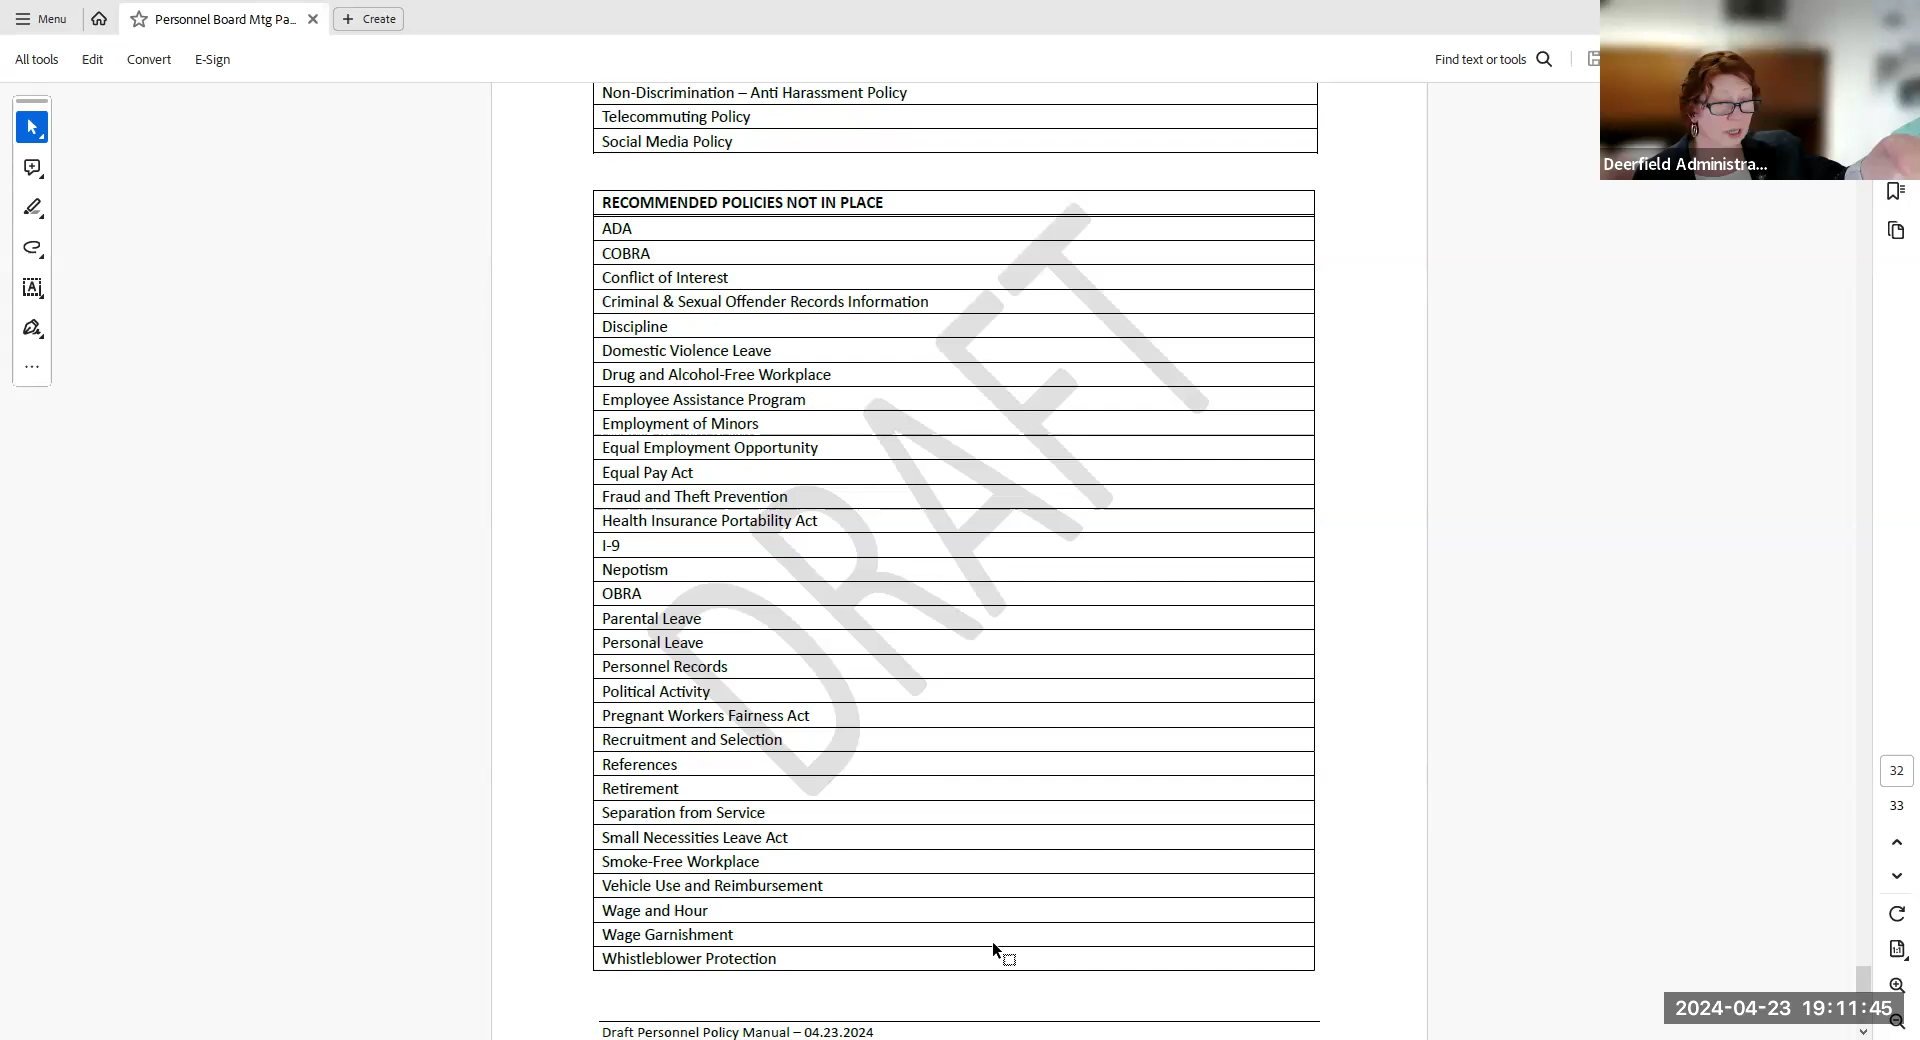 Menu
Personnel Board Mtg Pa...
Create
All tools
Edit
Convert
E-Sign
Find text or tools
Deerfield Administra...
Non-Discrimination – Anti Harassment Policy
Telecommuting Policy
Social Media Policy
RECOMMENDED POLICIES NOT IN PLACE
ADA
COBRA
Conflict of Interest
Criminal & Sexual Offender Records Information
Discipline
Domestic Violence Leave
Drug and Alcohol-Free Workplace
Employee Assistance Program
Employment of Minors
Equal Employment Opportunity
Equal Pay Act
Fraud and Theft Prevention
Health Insurance Portability Act
I-9
Nepotism
OBRA
Parental Leave
Personal Leave
Personnel Records
Political Activity
Pregnant Workers Fairness Act
Recruitment and Selection
References
Retirement
Separation from Service
Small Necessities Leave Act
Smoke-Free Workplace
Vehicle Use and Reimbursement
Wage and Hour
Wage Garnishment
Whistleblower Protection
DRAFT
Draft Personnel Policy Manual – 04.23.2024
32
33
1:1
2024-04-23 19:11:45